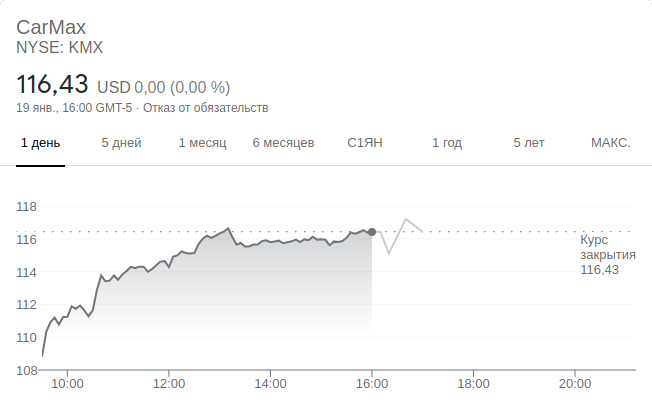 CarMax
NYSE: KMX
116,43 USD 0,00 (0,00 %)
19 янв., 16:00 GMT-5 · Отказ от обязательств
1 день 5 дней 1 месяц 6 месяцев С1ЯН 1 год 5 лет МАКС.
118
116
114
112
110
108
Курс
закрытия
116,43
10:00 12:00 14:00 16:00 18:00 20:00